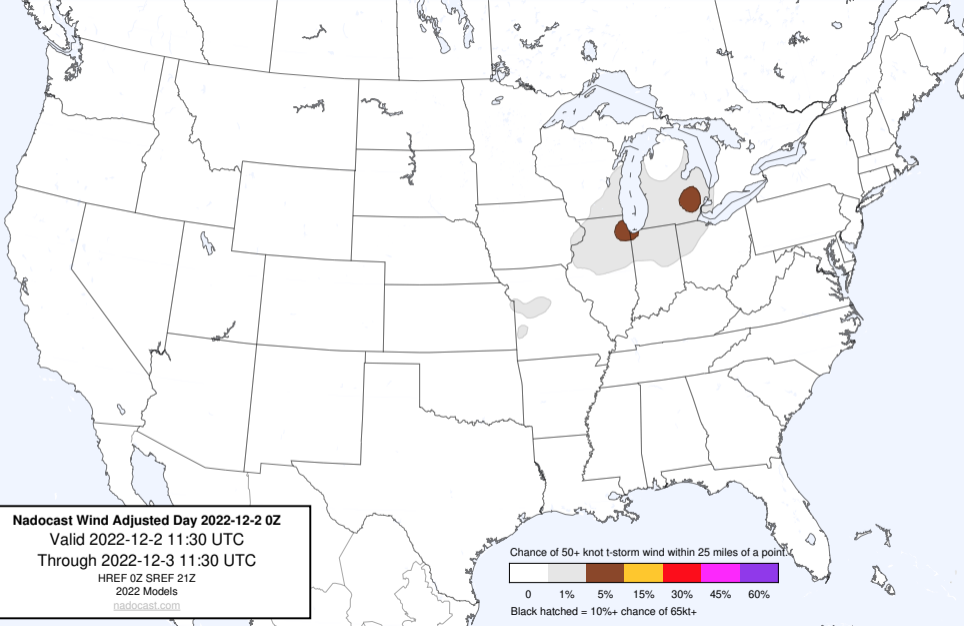 Nadocast Wind Adjusted Day 2022-12-2 0Z
Valid 2022-12-2 11:30 UTC
Through 2022-12-3 11:30 UTC
HREF 0Z SREF 21Z
2022 Models
nadocast.com
Chance of 50+ knot t-storm wind within 25 miles of a point.
0 1% 5% 15% 30% 45% 60%
Black hatched = 10%+ chance of 65kt+